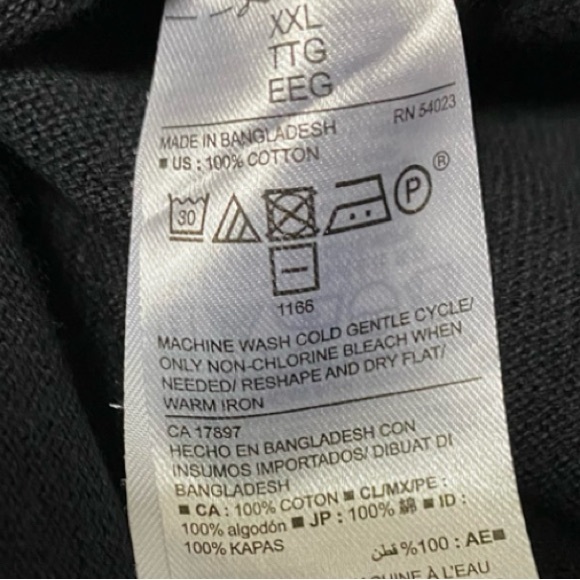 XXL
TTG
EEG
RN 54023
MADE IN BANGLADESH
■ US : 100% COTTON
30 P ®
1166
MACHINE WASH COLD GENTLE CYCLE/
ONLY NON-CHLORINE BLEACH WHEN
NEEDED/ RESHAPE AND DRY FLAT/
WARM IRON
CA 17897
HECHO EN BANGLADESH CON
INSUMOS IMPORTADOS/ DIBUAT DI
BANGLADESH
■ CA : 100% COTON ■ CL/MX/PE :
100% algodón ■ JP : 100% 綿 ■ ID :
100% KAPAS
■AE : 100% قطن
À L'EAU